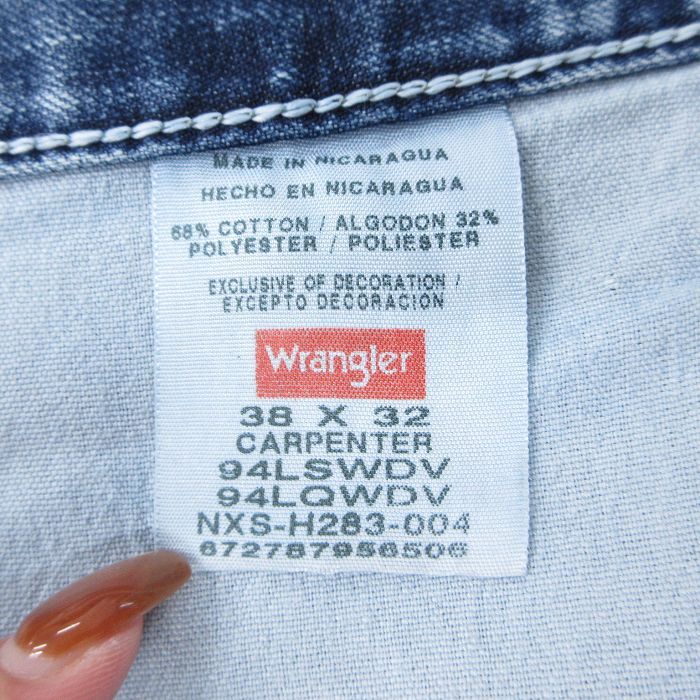 MADE IN NICARAGUA
HECHO EN NICARAGUA
68% COTTON / ALGODON 32%
POLYESTER / POLIESTER
EXCLUSIVE OF DECORATION /
EXCEPTO DECORACION
Wrangler
38 X 32
CARPENTER
94LSWDV
94LQWDV
NXS-H283-004
672787956506